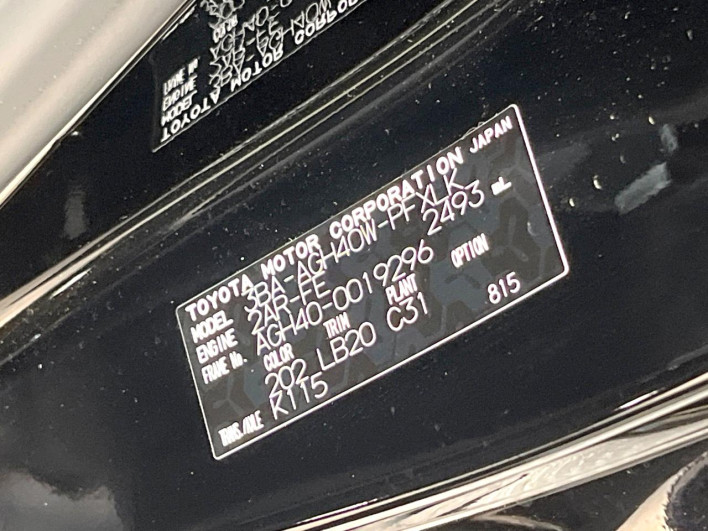 TOYOTA MOTOR CORPORATION JAPAN
MODEL 3BA-AGH40W-PFXLK
ENGINE 2AR-FE 2493 mL
FRAME No. AGH40-0019296
COLOR TRIM PLANT OPTION
202 LB20 C31 815
TRNS./AXLE K115